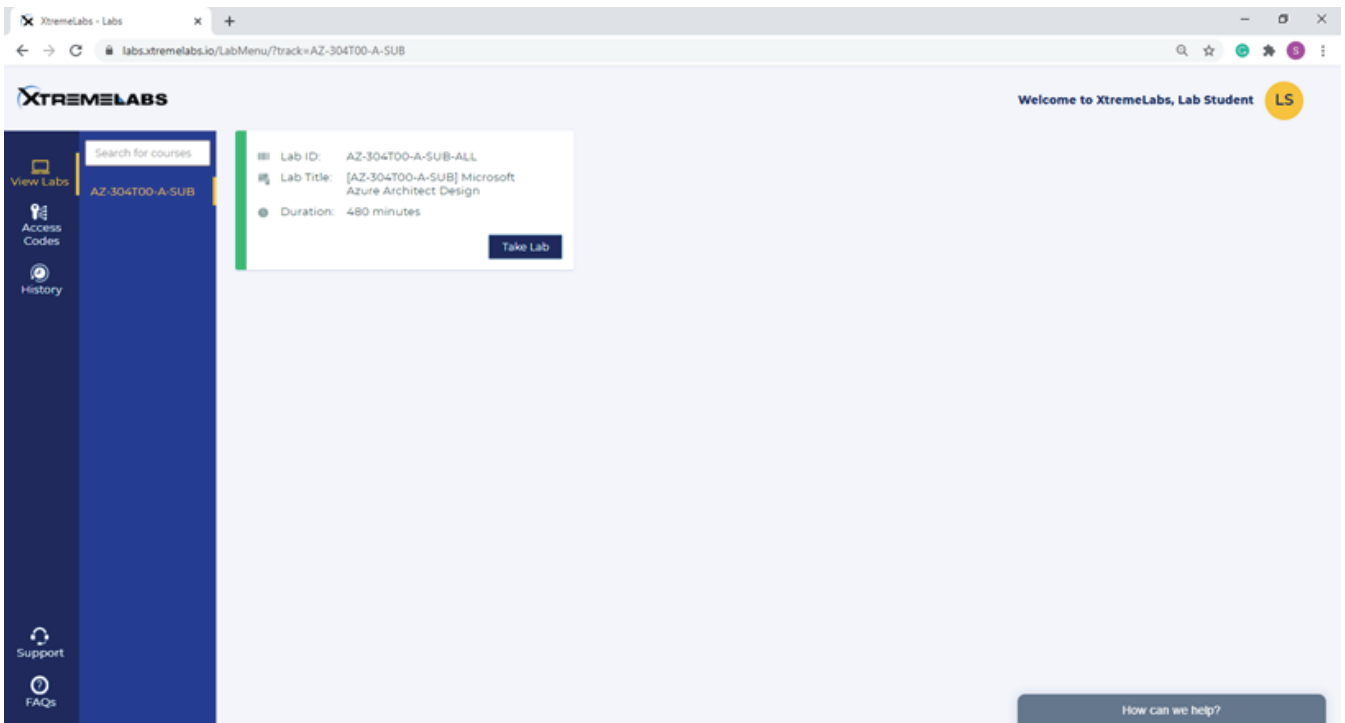 XtremeLabs - Labs
labs.xtremelabs.io/LabMenu/?track=AZ-304T00-A-SUB
S
XTREMELABS
Welcome to XtremeLabs, Lab Student
LS
View Labs
Access
Codes
History
Support
FAQs
Search for courses
AZ-304T00-A-SUB
Lab ID: AZ-304T00-A-SUB-ALL
Lab Title: [AZ-304T00-A-SUB] Microsoft
Azure Architect Design
Duration: 480 minutes
Take Lab
How can we help?